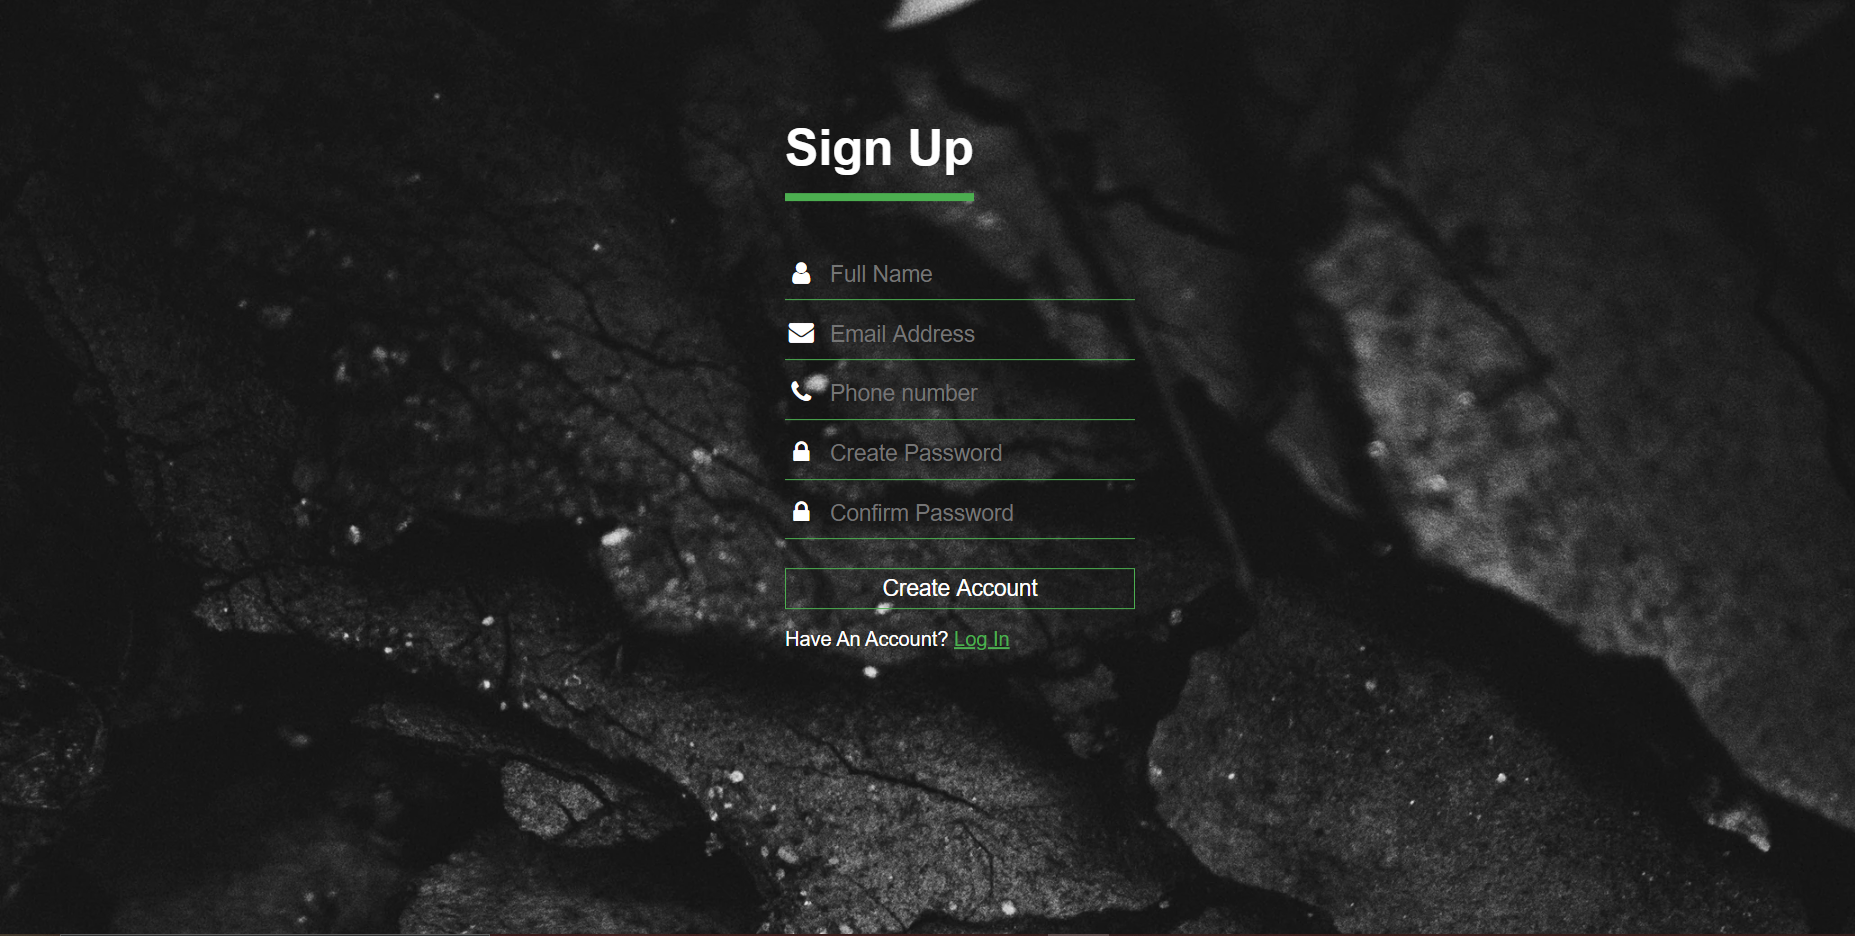 Sign Up
Full Name
Email Address
Phone number
Create Password
Confirm Password
Create Account
Have An Account? Log In